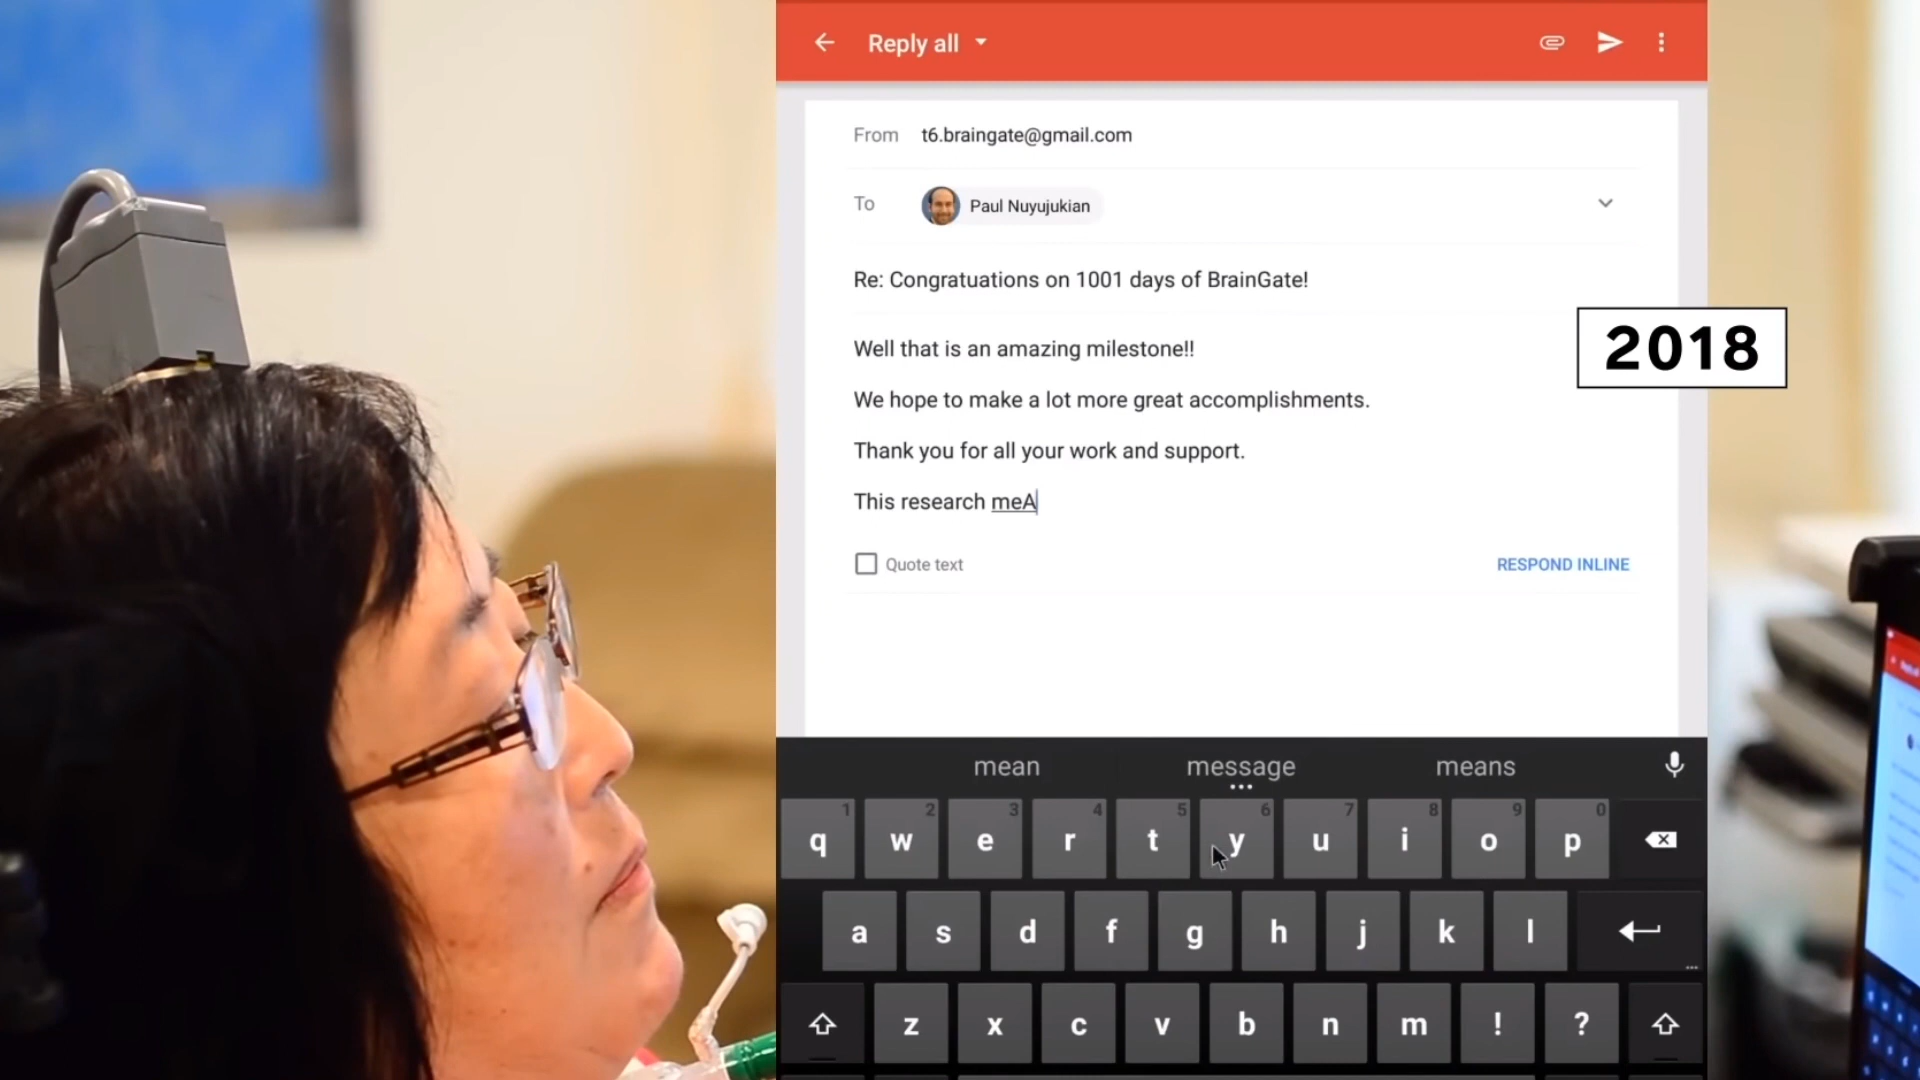 Reply all
From t6.braingate@gmail.com
To Paul Nuyujukian
Re: Congratuations on 1001 days of BrainGate!
2018
Well that is an amazing milestone!!
We hope to make a lot more great accomplishments.
Thank you for all your work and support.
This research meA
Quote text RESPOND INLINE
mean message means
1 2 3 4 5 6 7 8 9 0
q w e r t y u i o p
a s d f g h j k l
z x c v b n m ! ?